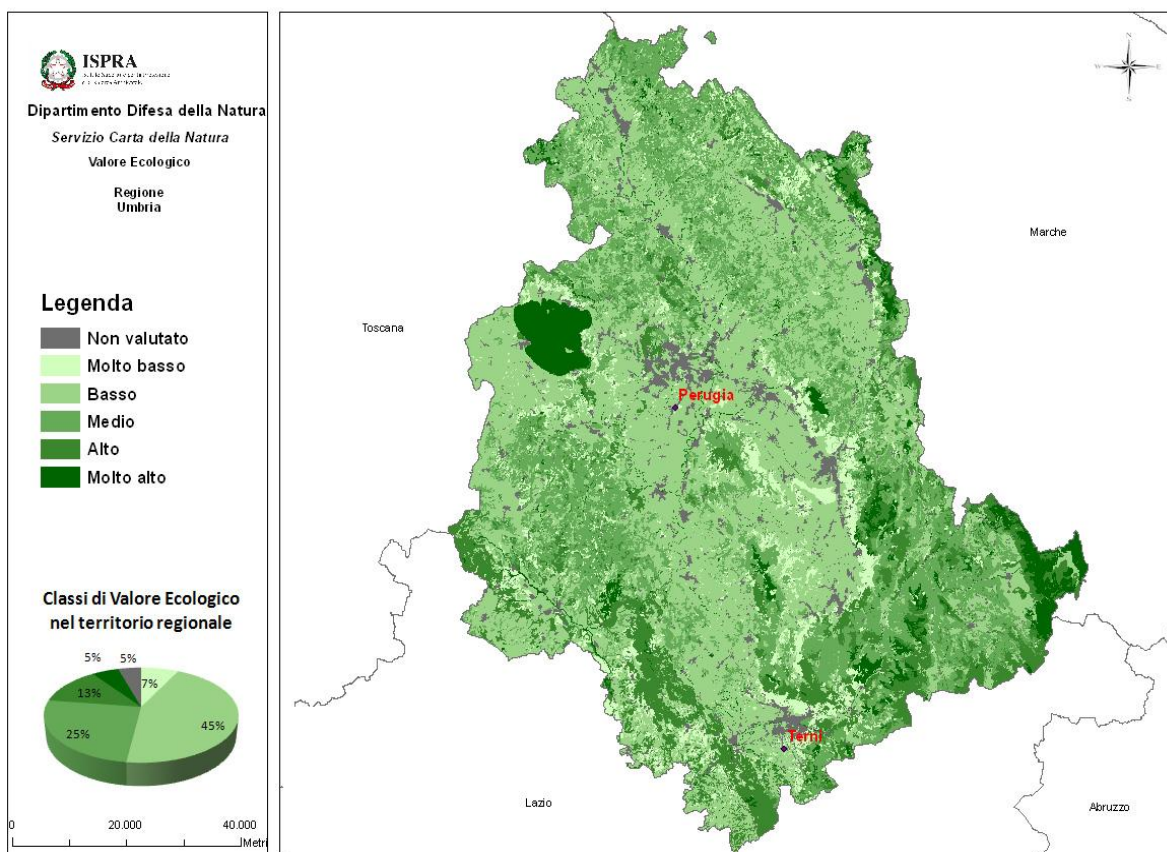 ISPRA
Dipartimento Difesa della Natura
Servizio Carta della Natura
Valore Ecologico
Regione
Umbria
Legenda
Non valutato
Molto basso
Basso
Medio
Alto
Molto alto
Classi di Valore Ecologico
nel territorio regionale
5%
5%
7%
13%
45%
25%
0
20.000
40.000
Metri
N
W
E
S
Marche
Toscana
Perugia
Terni
Lazio
Abruzzo